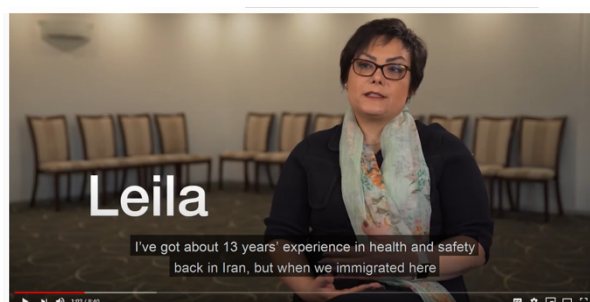 Leila
I've got about 13 years' experience in health and safety
back in Iran, but when we immigrated here